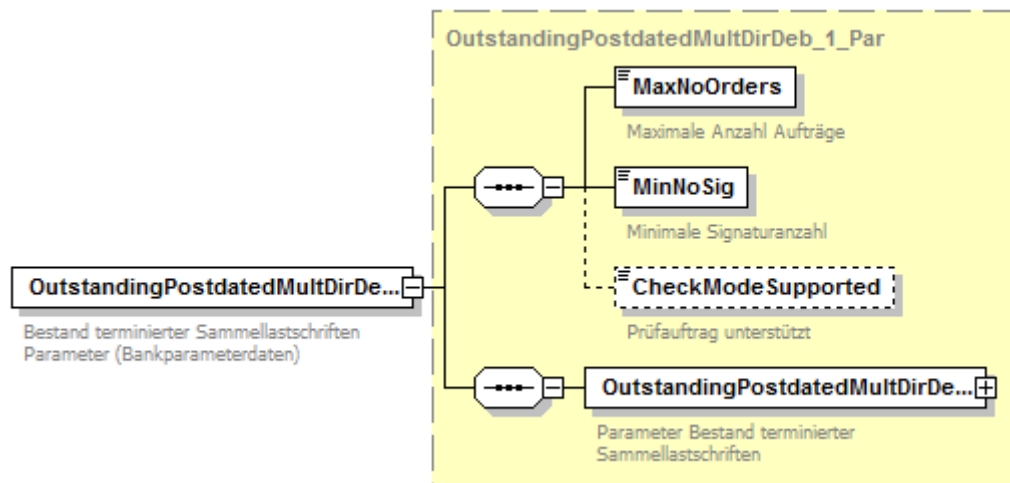 OutstandingPostdatedMultDirDeb_1_Par
MaxNoOrders
Maximale Anzahl Aufträge
MinNoSig
Minimale Signaturanzahl
OutstandingPostdatedMultDirDe...
Bestand terminierter Sammellastschriften
Parameter (Bankparameterdaten)
CheckModeSupported
Prüfauftrag unterstützt
OutstandingPostdatedMultDirDe...
Parameter Bestand terminierter
Sammellastschriften